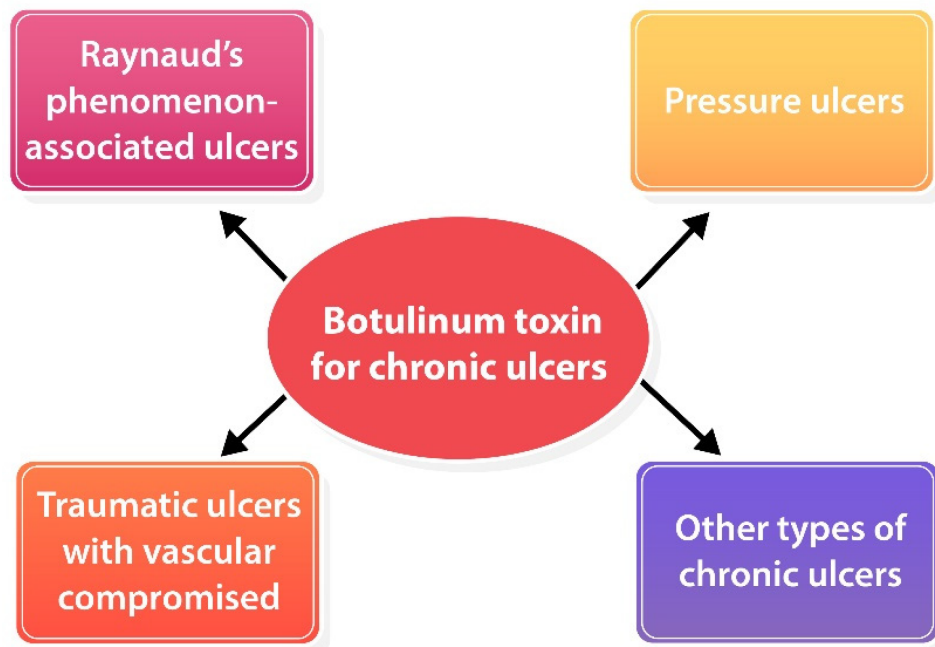 Raynaud's
phenomenon-
associated ulcers
Pressure ulcers
Botulinum toxin
for chronic ulcers
Traumatic ulcers
with vascular
compromised
Other types of
chronic ulcers